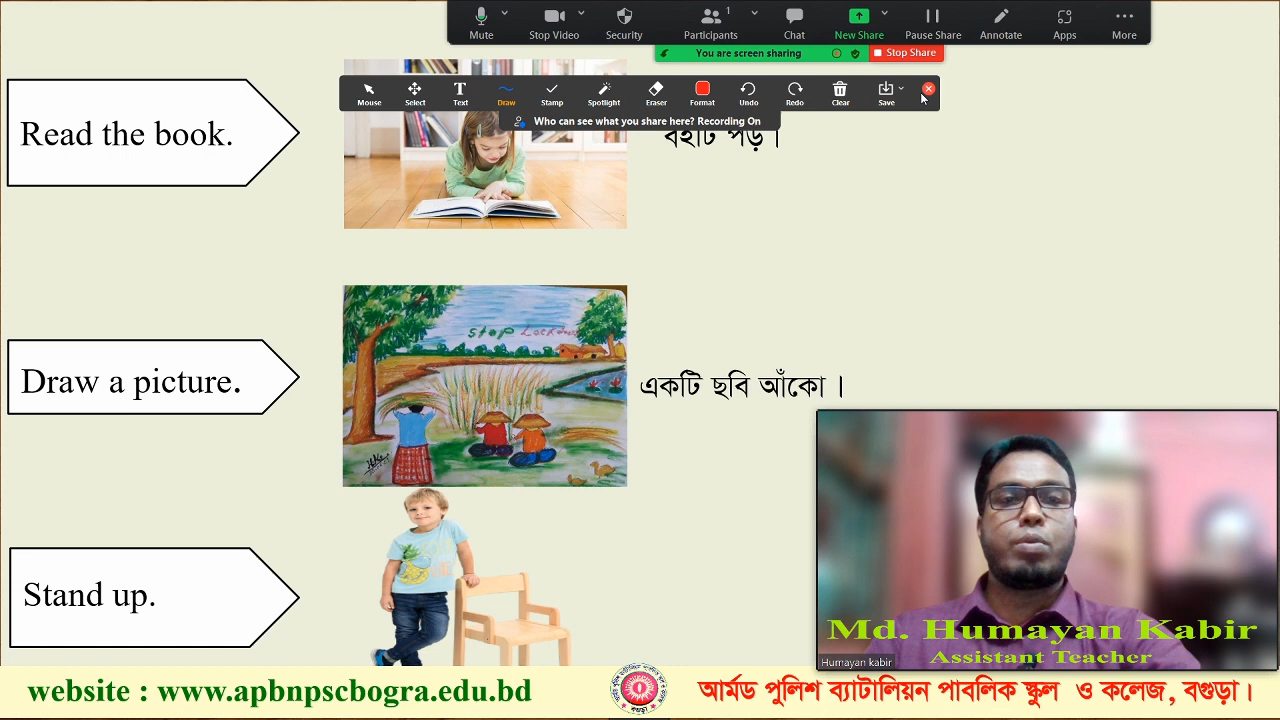 Mute
Stop Video
Security
1
Participants
Chat
New Share
Pause Share
Annotate
Apps
More
You are screen sharing
Stop Share
Mouse
Select
Text
Draw
Stamp
Spotlight
Eraser
Format
Undo
Redo
Clear
Save
Who can see what you share here? Recording On
Read the book.
বইটি পড়।
Draw a picture.
stop Lockdown
একটি ছবি আঁকো।
Stand up.
Md. Humayan Kabir
Assistant Teacher
Humayan kabir
website : www.apbnpscbogra.edu.bd
বগুড়া
আর্মড পুলিশ ব্যাটালিয়ন পাবলিক স্কুল ও কলেজ, বগুড়া।